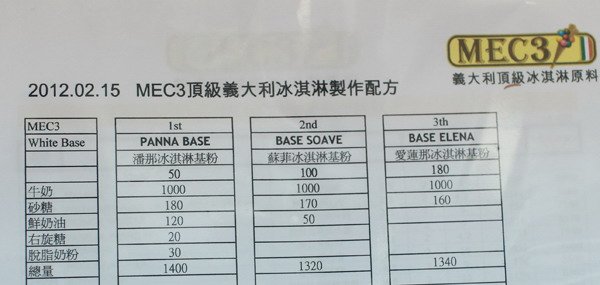 MEC3
義大利頂級冰淇淋原料
2012.02.15 MEC3頂級義大利冰淇淋製作配方
MEC3 1st 2nd 3th
White Base PANNA BASE BASE SOAVE BASE ELENA
潘那冰淇淋基粉 蘇菲冰淇淋基粉 愛蓮那冰淇淋基粉
50 100 180
牛奶 1000 1000 1000
砂糖 180 170 160
鮮奶油 120 50
右旋糖 20
脫脂奶粉 30
總量 1400 1320 1340